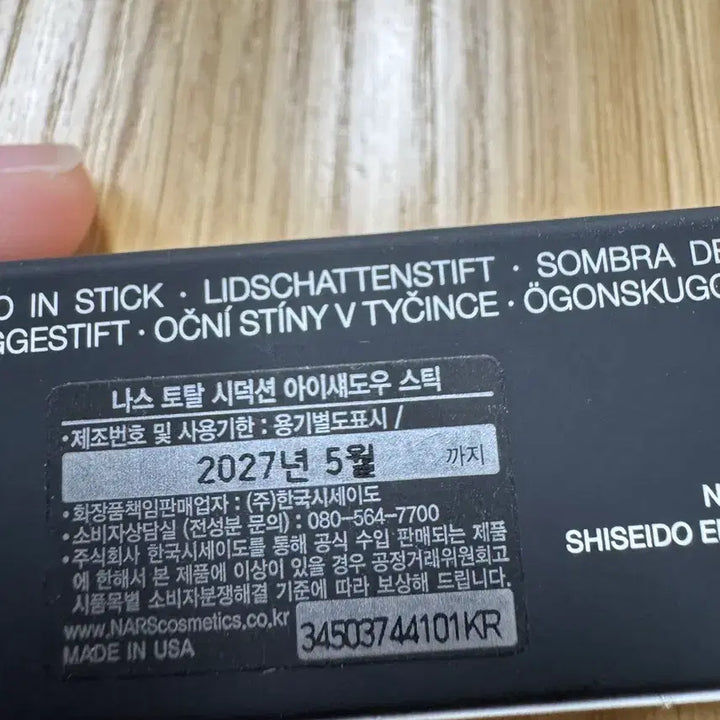 O IN STICK · LIDSCHATTENSTIFT · SOMBRA DE
GGESTIFT · OČNÍ STÍNY V TYČINCE · ÖGONSKUGG
나스 토탈 시덕션 아이섀도우 스틱
·제조번호 및 사용기한 : 용기별도표시 /
2027년 5월 까지
·화장품책임판매업자 : (주)한국시세이도
·소비자상담실 (전성분 문의) : 080-564-7700
·주식회사 한국시세이도를 통해 공식 수입 판매되는 제품
에 한해서 본 제품에 이상이 있을 경우 공정거래위원회고
시품목별 소비자분쟁해결 기준에 따라 보상해 드립니다.
www.NARScosmetics.co.kr
34503744101KR
MADE IN USA
N
SHISEIDO E